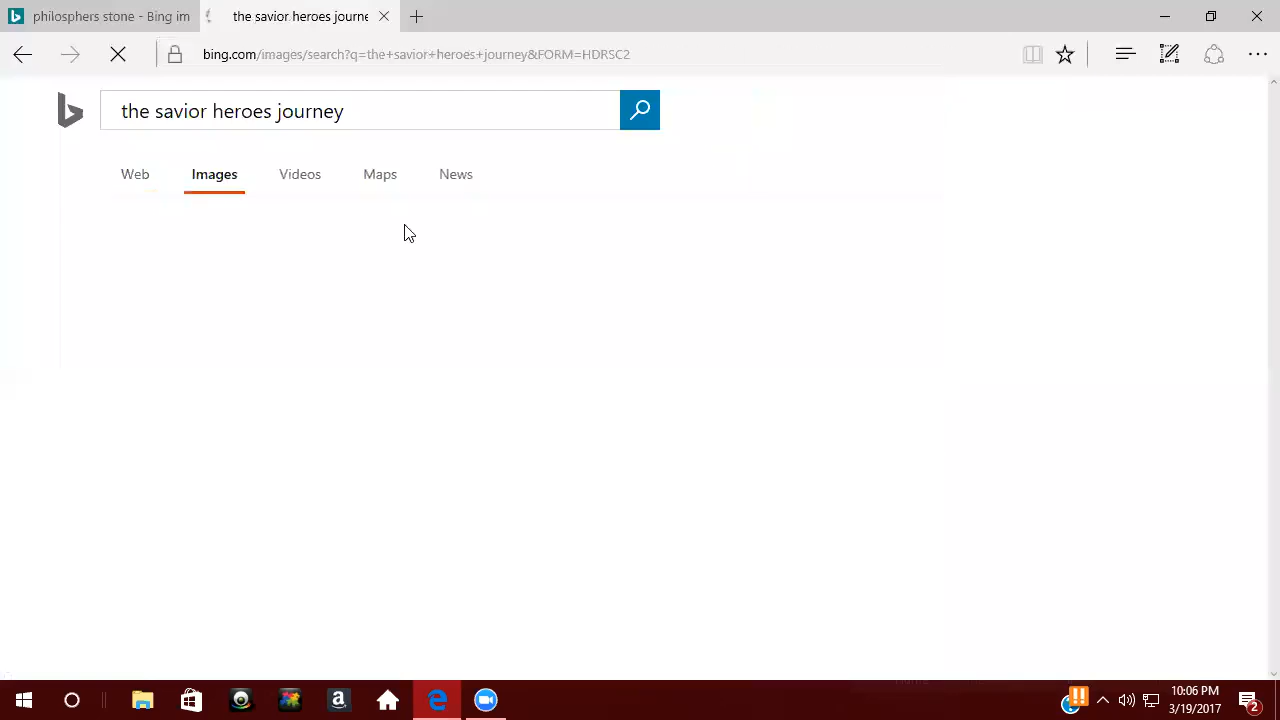 philosphers stone - Bing im
the savior heroes journe
bing.com/images/search?q=the+savior+heroes+journey&FORM=HDRSC2
the savior heroes journey
Web Images Videos Maps News
10:06 PM
3/19/2017
2